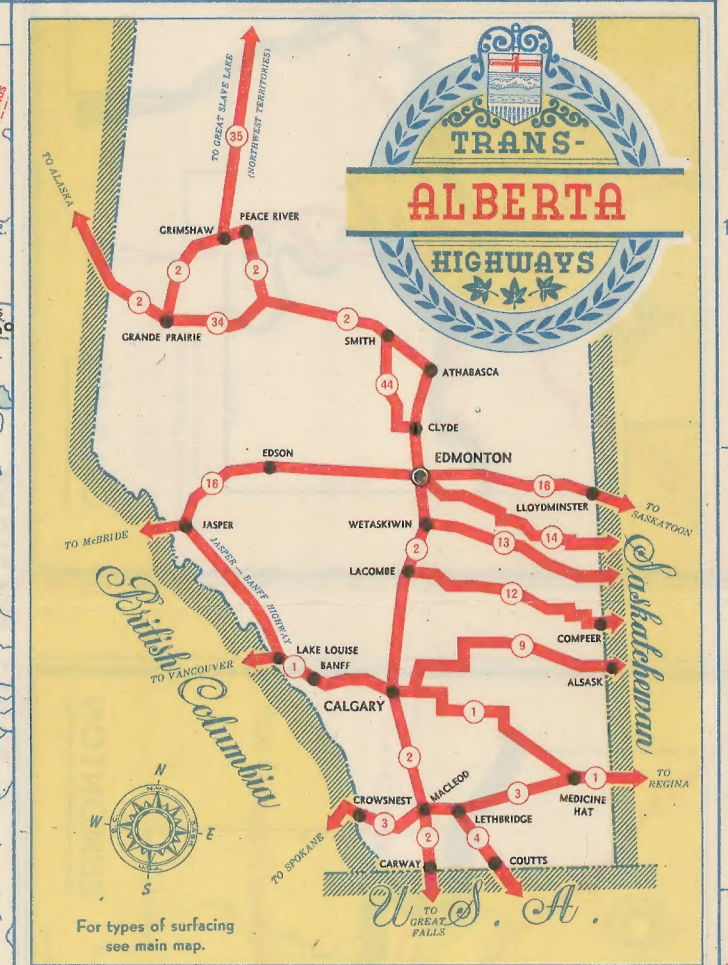 TRANS-
ALBERTA
HIGHWAYS
TO GREAT SLAVE LAKE
(NORTHWEST TERRITORIES)
35
TO ALASKA
GRIMSHAW
PEACE RIVER
2
2
2
34
GRANDE PRAIRIE
2
SMITH
ATHABASCA
44
CLYDE
EDSON
EDMONTON
16
16
LLOYDMINSTER
TO
SASKATOON
JASPER
TO McBRIDE
WETASKIWIN
13
14
2
LACOMBE
JASPER — BANFF HIGHWAY
12
COMPEER
British Columbia
Saskatchewan
LAKE LOUISE
BANFF
1
TO VANCOUVER
9
ALSASK
CALGARY
1
2
N
W
E
S
N.W.T.
B.C.
SASK.
U.S.A.
MACLEOD
CROWSNEST
3
LETHBRIDGE
3
MEDICINE
HAT
1
TO
REGINA
2
4
TO SPOKANE
CARWAY
COUTTS
U. S. A.
TO
GREAT
FALLS
For types of surfacing
see main map.